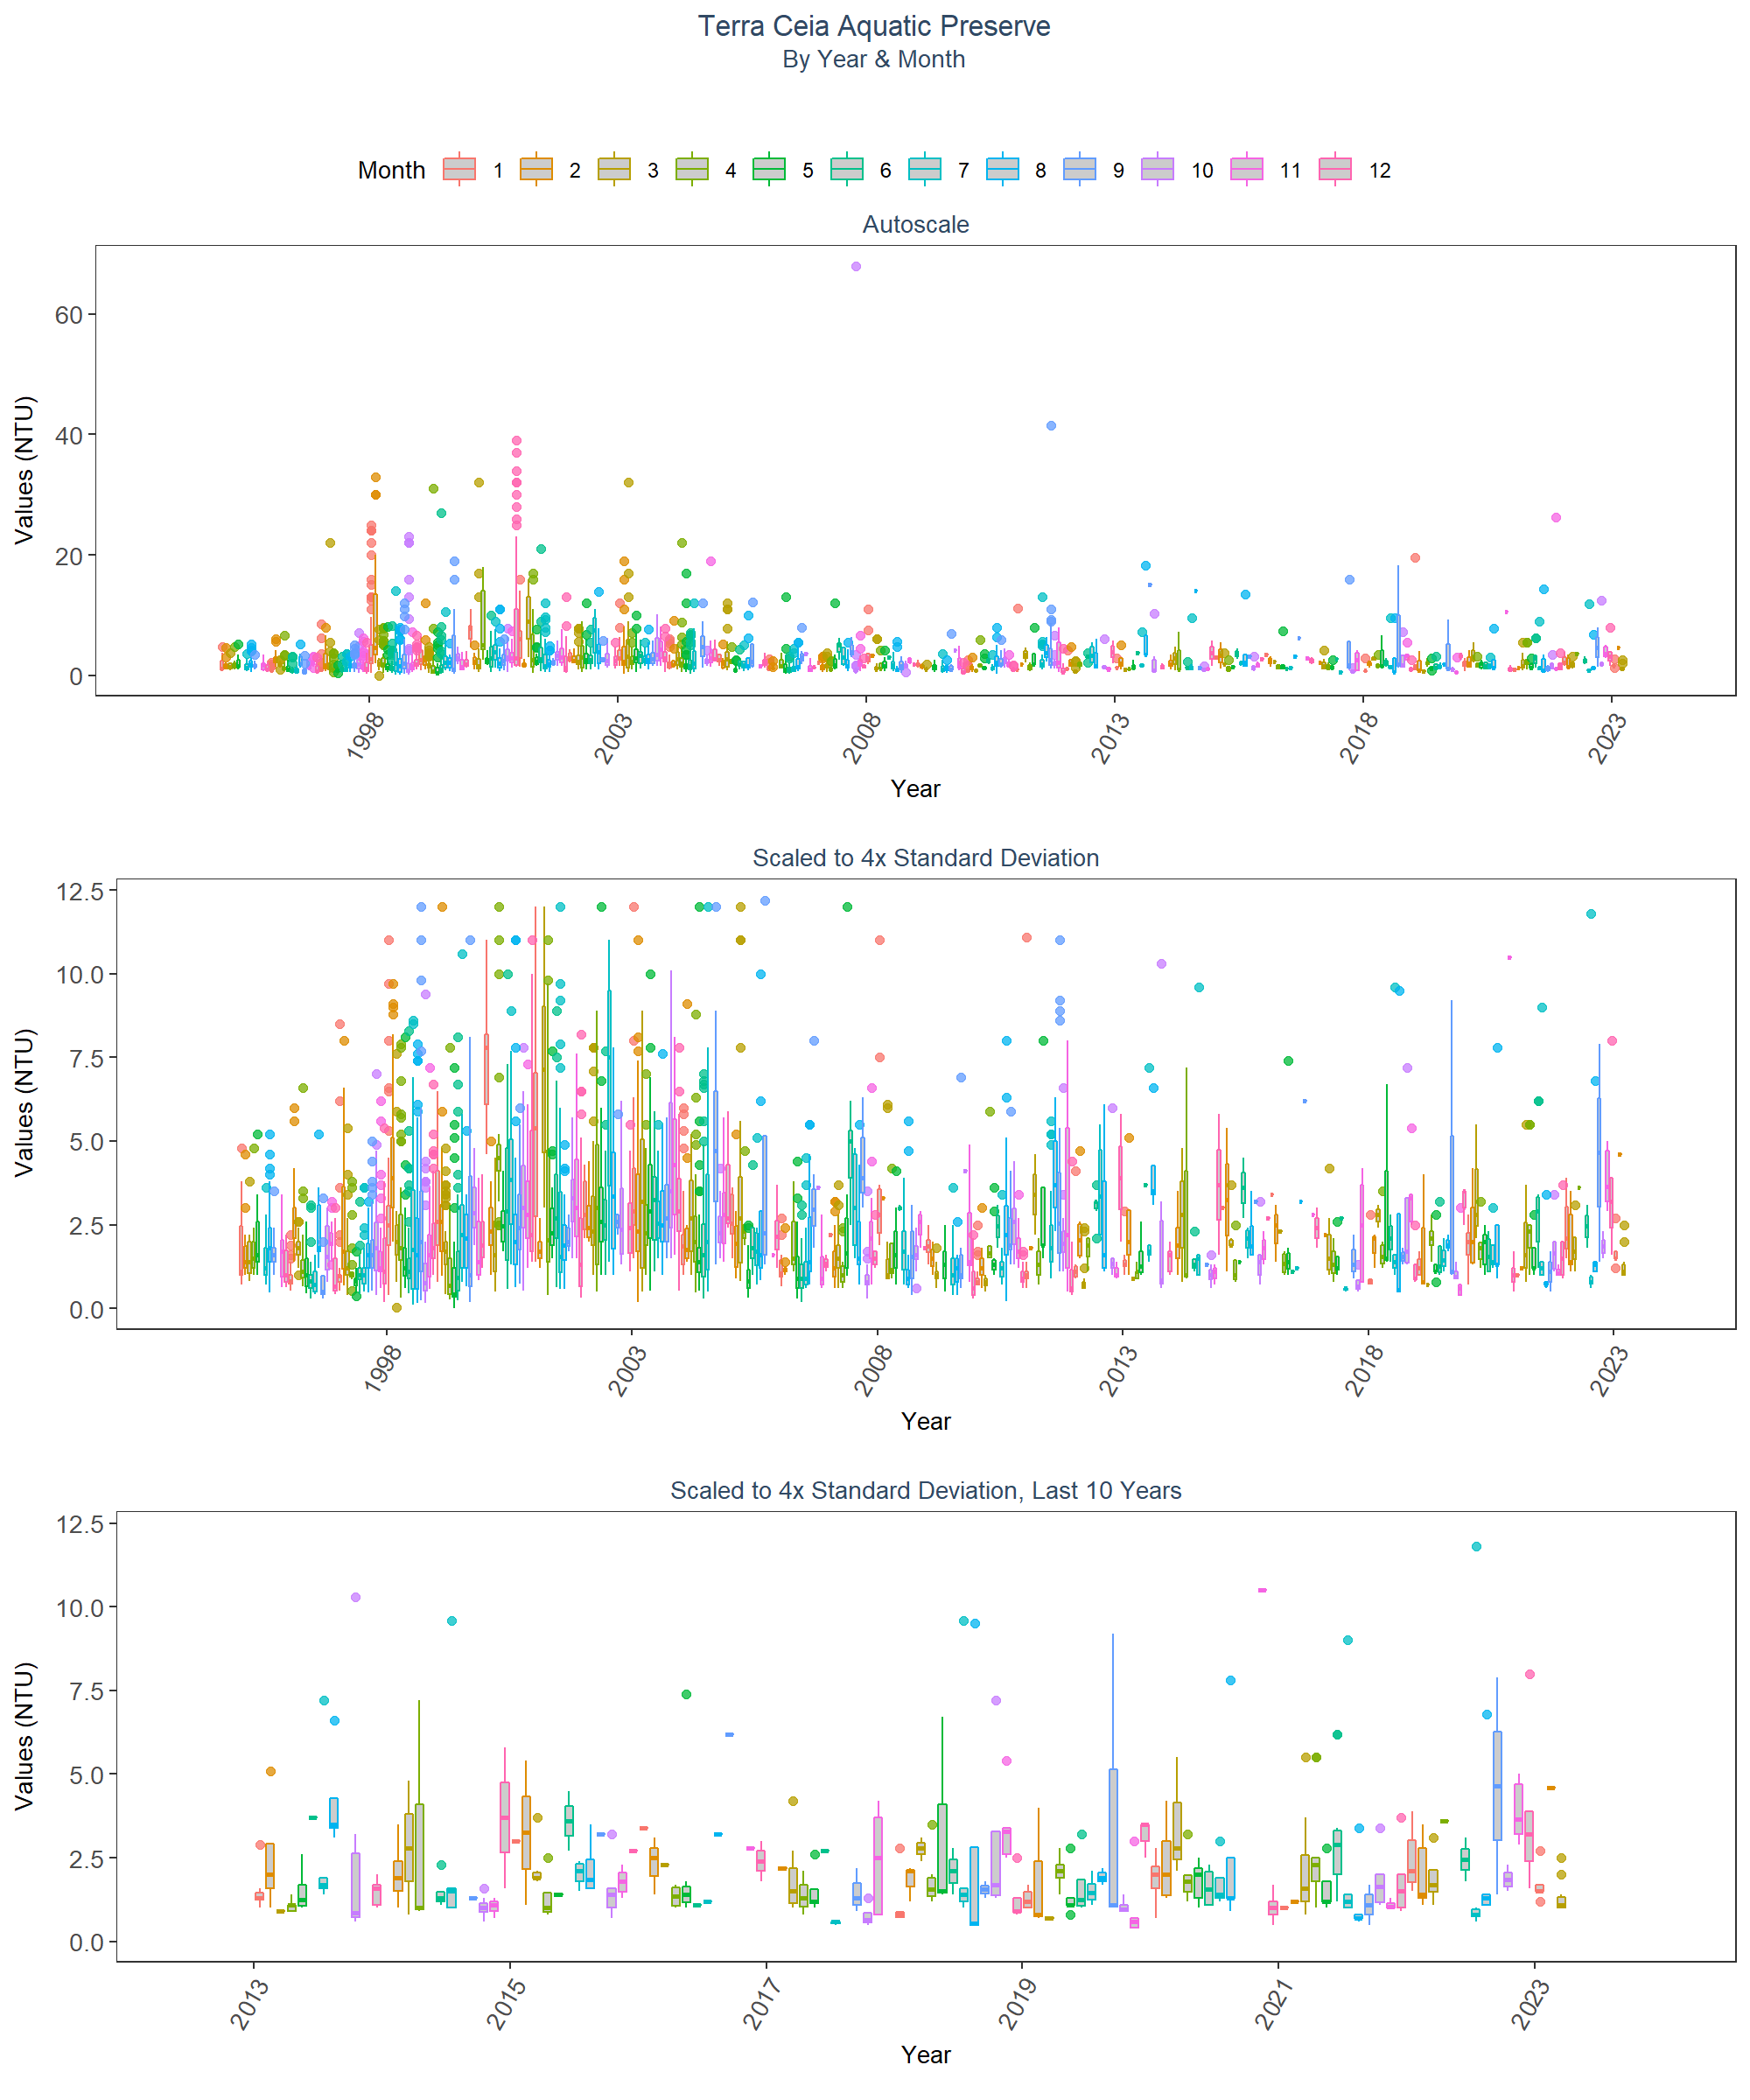 Terra Ceia Aquatic Preserve
By Year & Month
Month 1 2 3 4 5 6 7 8 9 10 11 12
Autoscale
Values (NTU)
60
40
20
0
1998 2003 2008 2013 2018 2023
Year
Scaled to 4x Standard Deviation
Values (NTU)
12.5
10.0
7.5
5.0
2.5
0.0
1998 2003 2008 2013 2018 2023
Year
Scaled to 4x Standard Deviation, Last 10 Years
Values (NTU)
12.5
10.0
7.5
5.0
2.5
0.0
2013 2015 2017 2019 2021 2023
Year